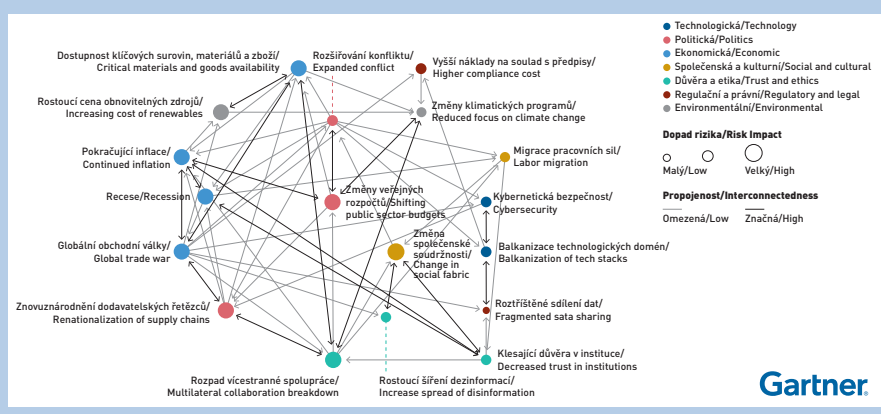 Dostupnost klíčových surovin, materiálů a zboží/
Critical materials and goods availability
Rozšiřování konfliktu/
Expanded conflict
Vyšší náklady na soulad s předpisy/
Higher compliance cost
Rostoucí cena obnovitelných zdrojů/
Increasing cost of renewables
Změny klimatických programů/
Reduced focus on climate change
Pokračující inflace/
Continued inflation
Migrace pracovních sil/
Labor migration
Recese/Recession
Změny veřejných
rozpočtů/Shifting
public sector budgets
Kybernetická bezpečnost/
Cybersecurity
Globální obchodní války/
Global trade war
Změna
společenské
soudržnosti/
Change in
social fabric
Balkanizace technologických domén/
Balkanization of tech stacks
Znovuznárodnění dodavatelských řetězců/
Renationalization of supply chains
Roztříštěné sdílení dat/
Fragmented sata sharing
Klesající důvěra v instituce/
Decreased trust in institutions
Rozpad vícestranné spolupráce/
Multilateral collaboration breakdown
Rostoucí šíření dezinformací/
Increase spread of disinformation
Technologická/Technology
Politická/Politics
Ekonomická/Economic
Společenská a kulturní/Social and cultural
Důvěra a etika/Trust and ethics
Regulační a právní/Regulatory and legal
Environmentální/Environmental
Dopad rizika/Risk Impact
Malý/Low
Velký/High
Propojenost/Interconnectedness
Omezená/Low
Značná/High
Gartner